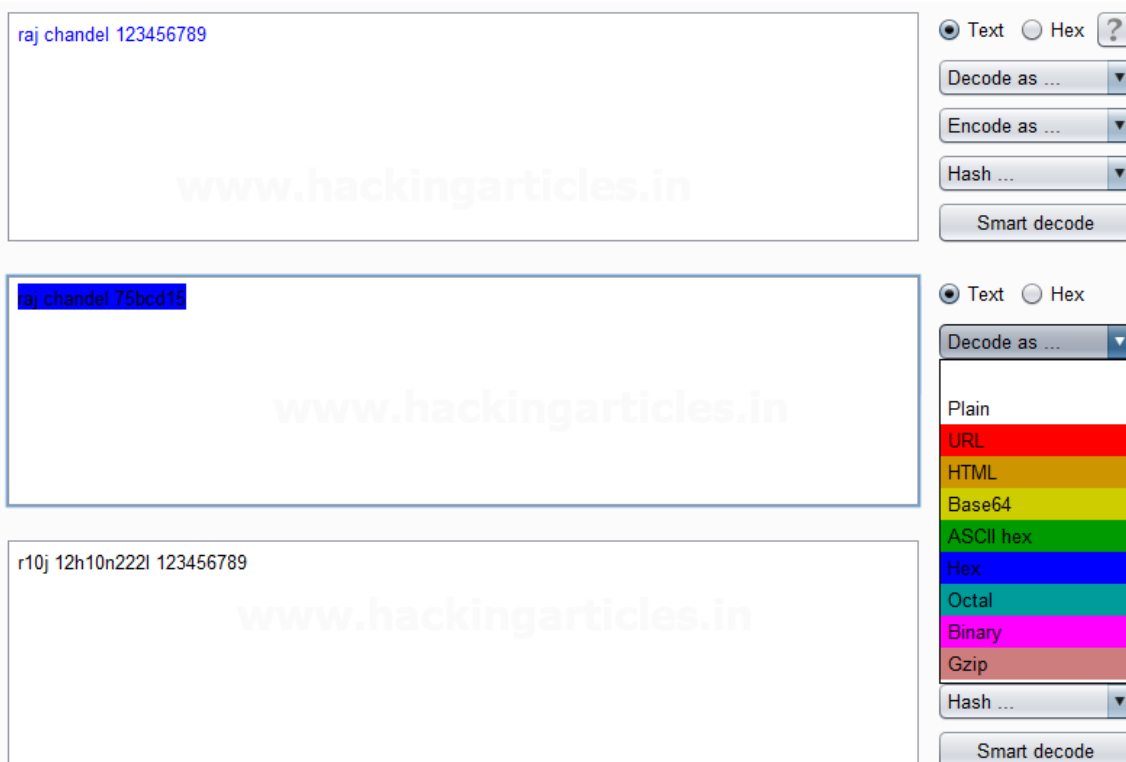 raj chandel 123456789
Text Hex ?
Decode as ...
Encode as ...
Hash ...
Smart decode
www.hackingarticles.in
raj chandel 75bcd15
Text Hex
Decode as ...
Plain
URL
HTML
Base64
ASCII hex
Hex
Octal
Binary
Gzip
www.hackingarticles.in
r10j 12h10n222l 123456789
www.hackingarticles.in
Hash ...
Smart decode